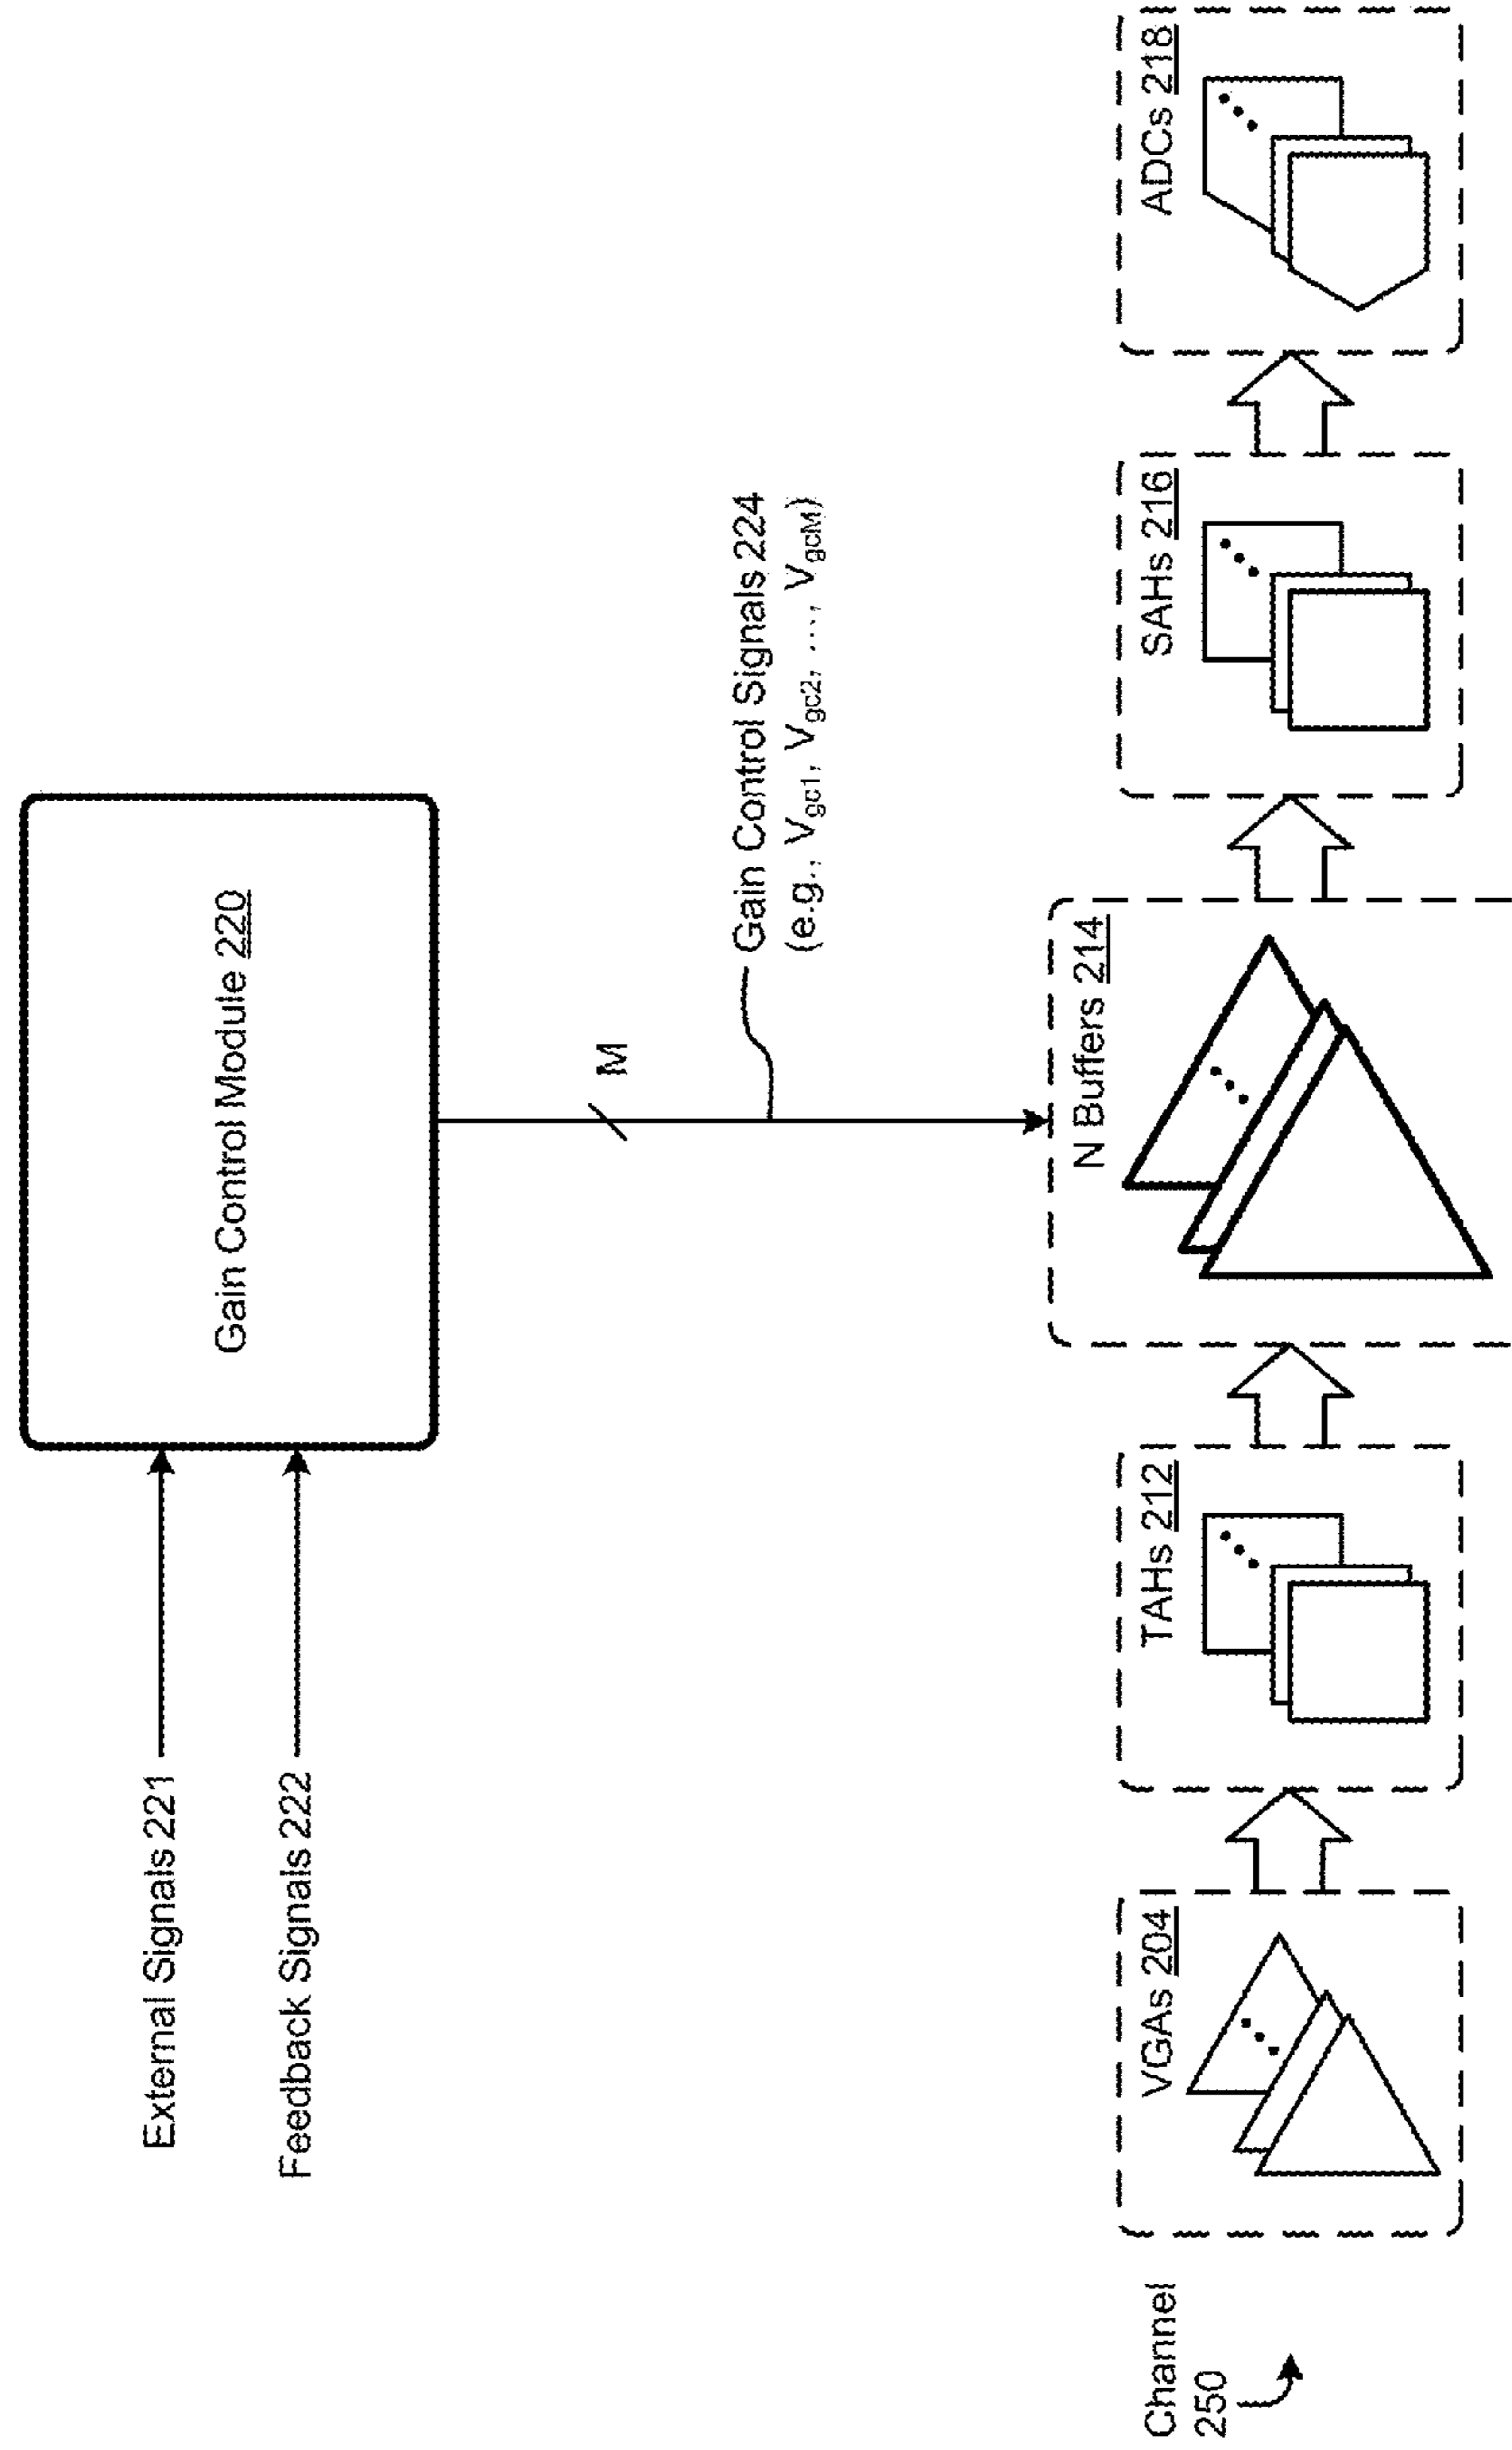 External Signals 221
Feedback Signals 222
Gain Control Module 220
M
Gain Control Signals 224
(e.g., Vgc1, Vgc2, ..., VgcM)
Channel
250
VGAs 204
TAHs 212
N Buffers 214
SAHs 216
ADCs 218